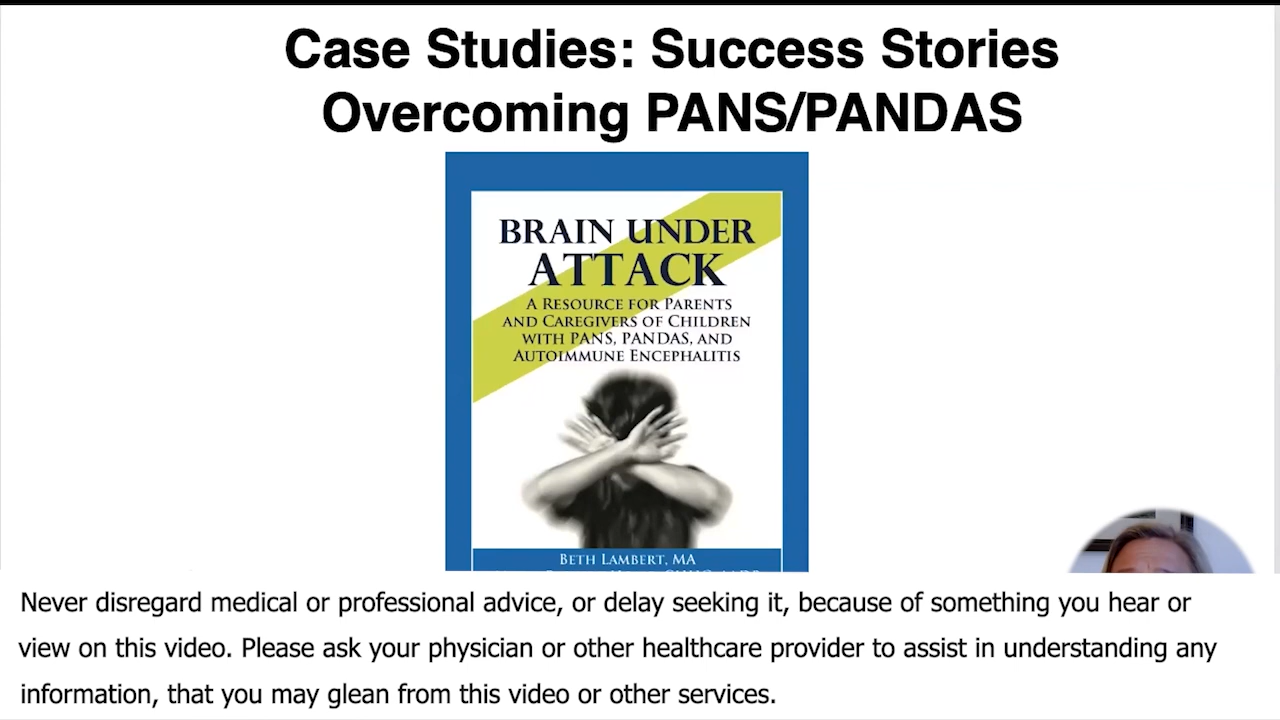 Case Studies: Success Stories
Overcoming PANS/PANDAS
BRAIN UNDER
ATTACK
A RESOURCE FOR PARENTS
AND CAREGIVERS OF CHILDREN
WITH PANS, PANDAS, AND
AUTOIMMUNE ENCEPHALITIS
BETH LAMBERT, MA
Never disregard medical or professional advice, or delay seeking it, because of something you hear or
view on this video. Please ask your physician or other healthcare provider to assist in understanding any
information, that you may glean from this video or other services.